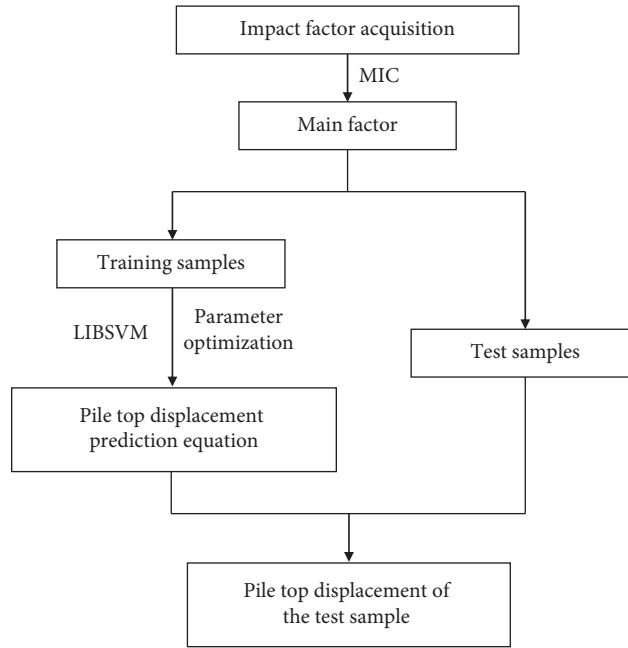 Impact factor acquisition
MIC
Main factor
Training samples
LIBSVM
Parameter
optimization
Test samples
Pile top displacement
prediction equation
Pile top displacement of
the test sample